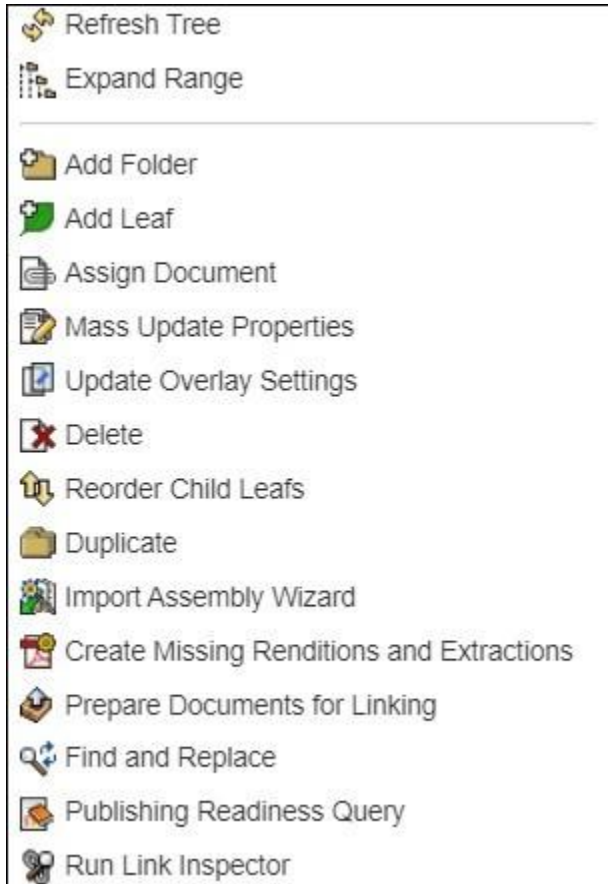 Refresh Tree
Expand Range
Add Folder
Add Leaf
Assign Document
Mass Update Properties
Update Overlay Settings
Delete
Reorder Child Leafs
Duplicate
Import Assembly Wizard
Create Missing Renditions and Extractions
Prepare Documents for Linking
Find and Replace
Publishing Readiness Query
Run Link Inspector